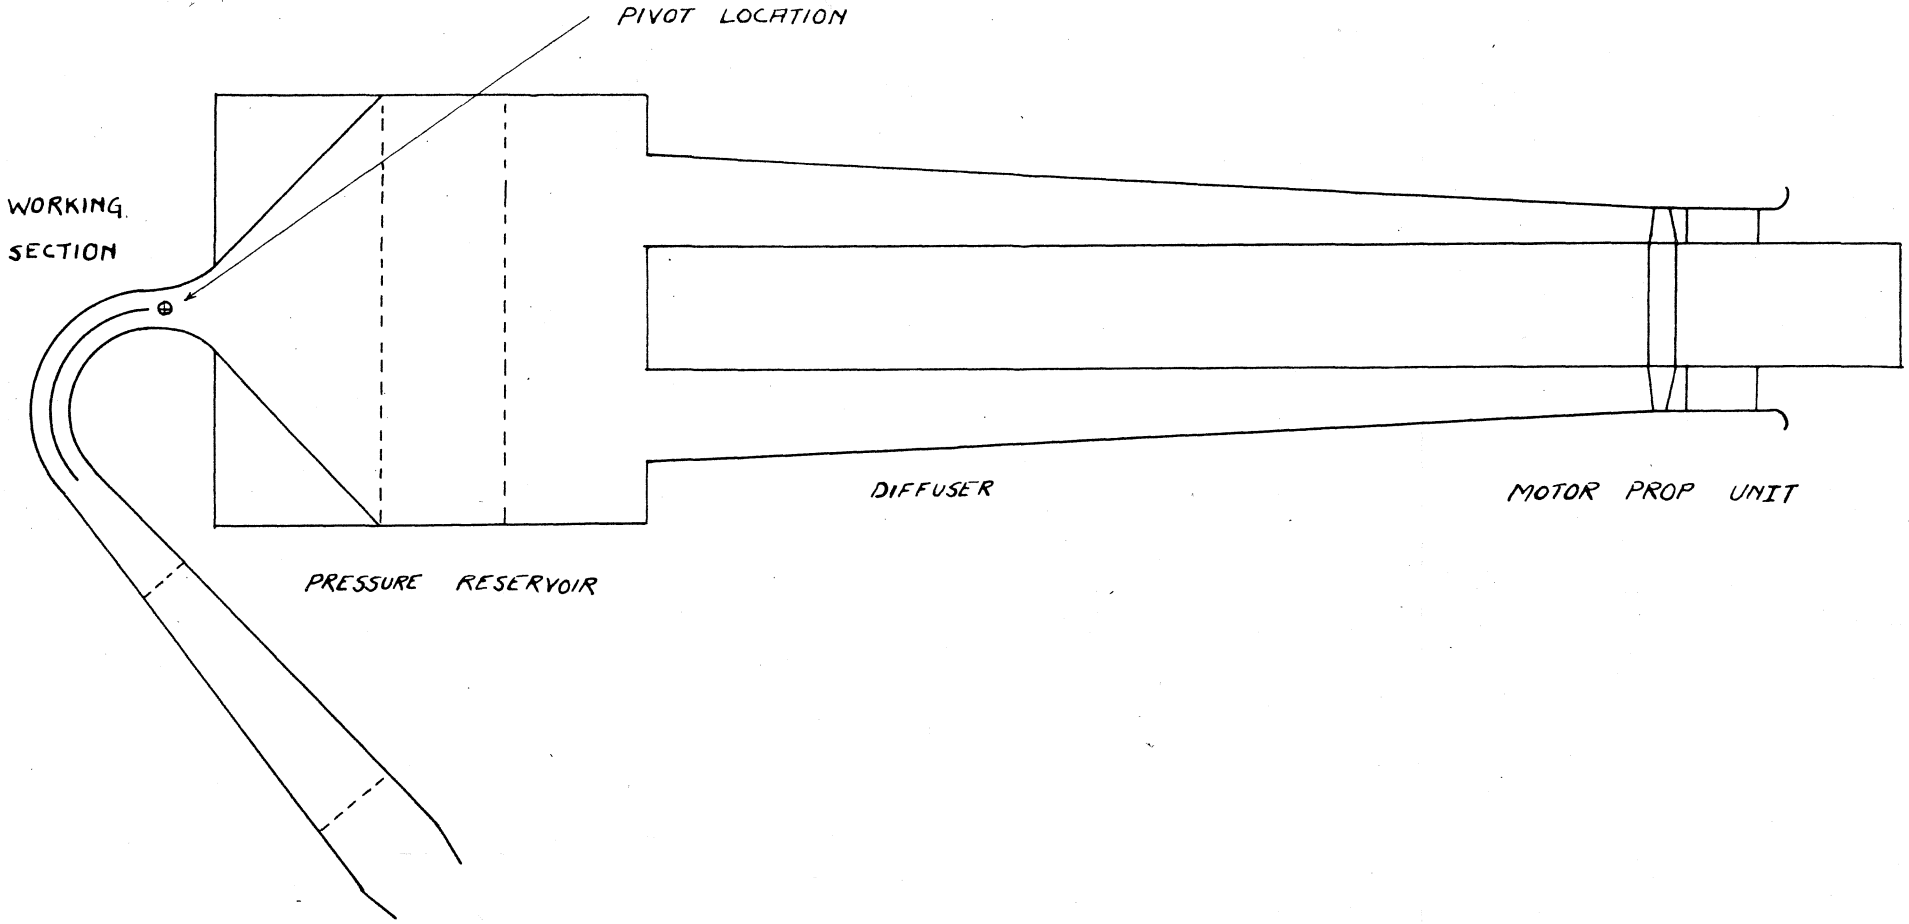 PIVOT LOCATION
WORKING
SECTION
DIFFUSER
MOTOR PROP UNIT
PRESSURE RESERVOIR